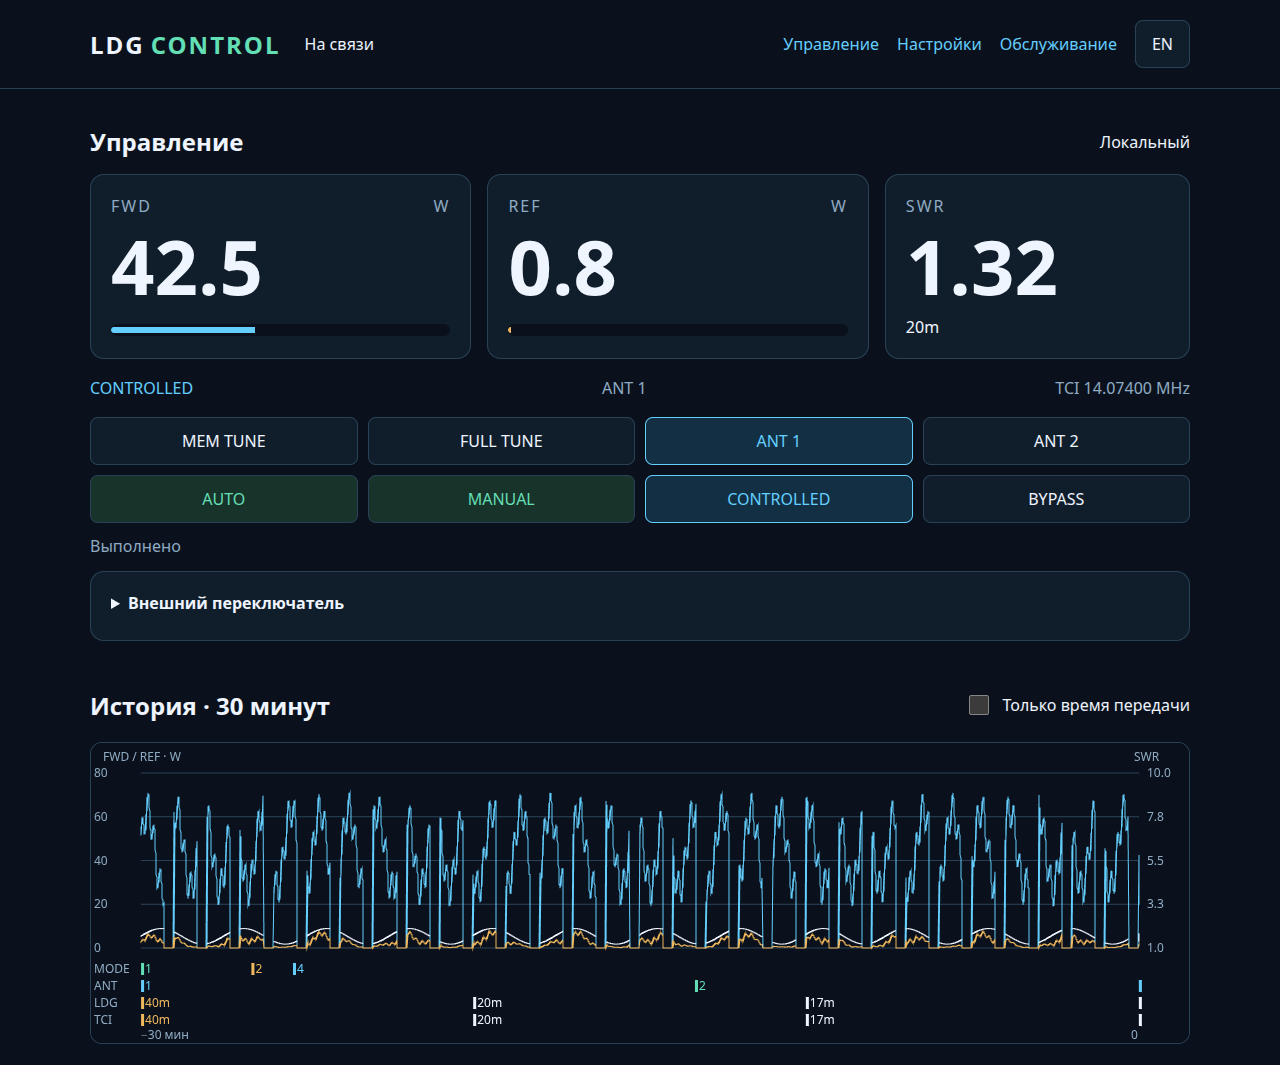 LDG CONTROL На связи Управление Настройки Обслуживание EN
Управление Локальный
FWD W REF W SWR
42.5 0.8 1.32
20m
CONTROLLED ANT 1 TCI 14.07400 MHz
MEM TUNE FULL TUNE ANT 1 ANT 2
AUTO MANUAL CONTROLLED BYPASS
Выполнено
Внешний переключатель
История · 30 минут Только время передачи
FWD / REF · W SWR
80 10.0
60 7.8
40 5.5
20 3.3
0 1.0
MODE 1 2 4
ANT 1 2
LDG 40m 20m 17m
TCI 40m 20m 17m
−30 мин 0